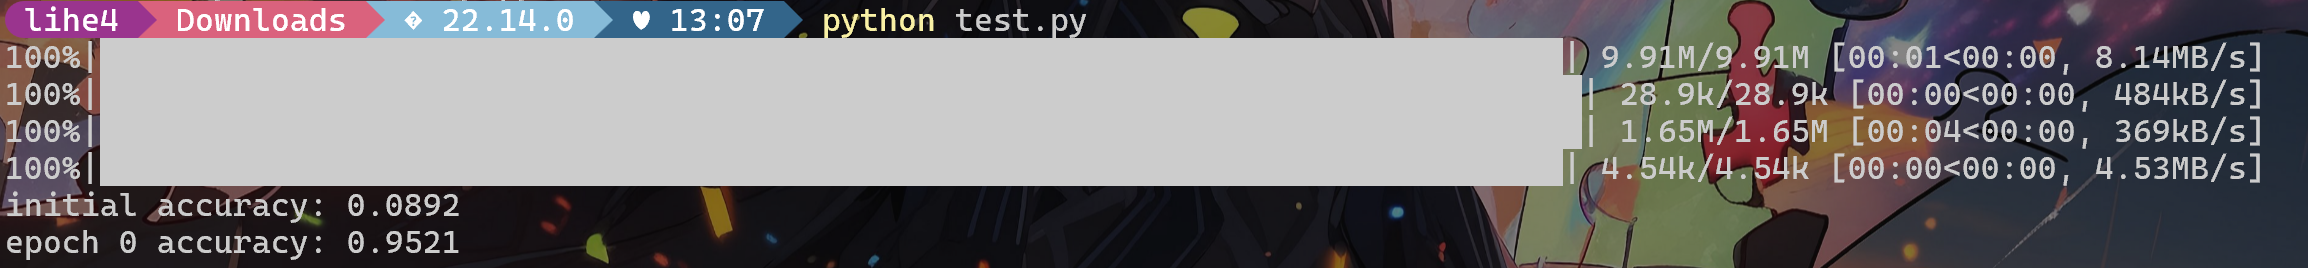 lihe4 Downloads � 22.14.0 ♥ 13:07 python test.py
100%| | 9.91M/9.91M [00:01<00:00, 8.14MB/s]
100%| | 28.9k/28.9k [00:00<00:00, 484kB/s]
100%| | 1.65M/1.65M [00:04<00:00, 369kB/s]
100%| | 4.54k/4.54k [00:00<00:00, 4.53MB/s]
initial accuracy: 0.0892
epoch 0 accuracy: 0.9521